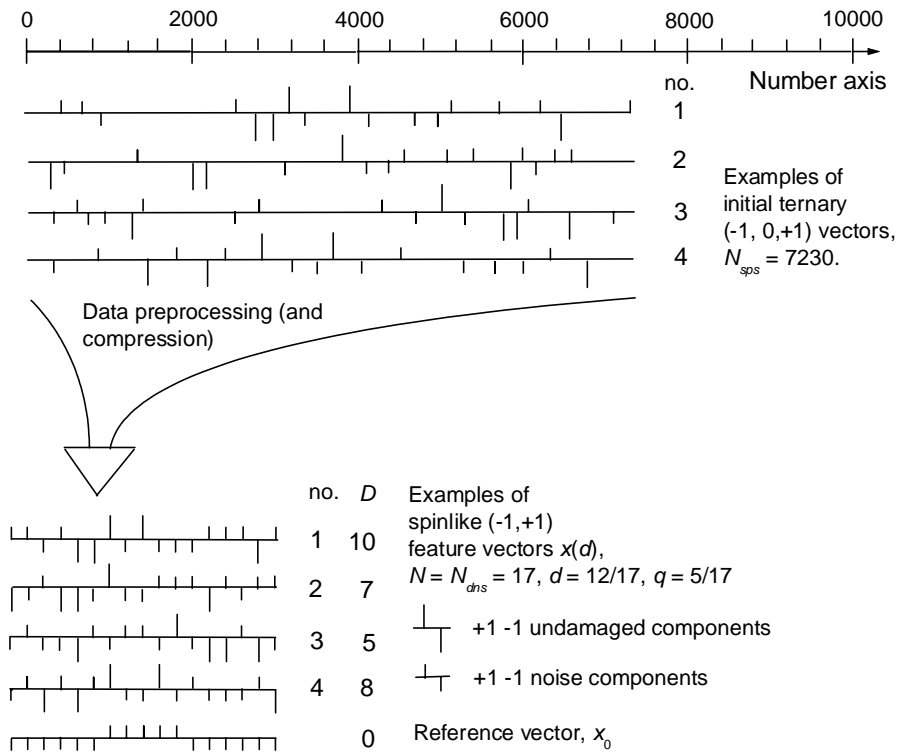 0 2000 4000 6000 8000 10000
no. Number axis
1
2
3
4
Examples of
initial ternary
(-1, 0,+1) vectors,
N_sps = 7230.
Data preprocessing (and
compression)
no. D
1 10
2 7
3 5
4 8
0
Examples of
spinlike (-1,+1)
feature vectors x(d),
N = N_dns = 17, d = 12/17, q = 5/17
+1 -1 undamaged components
+1 -1 noise components
Reference vector, x_0